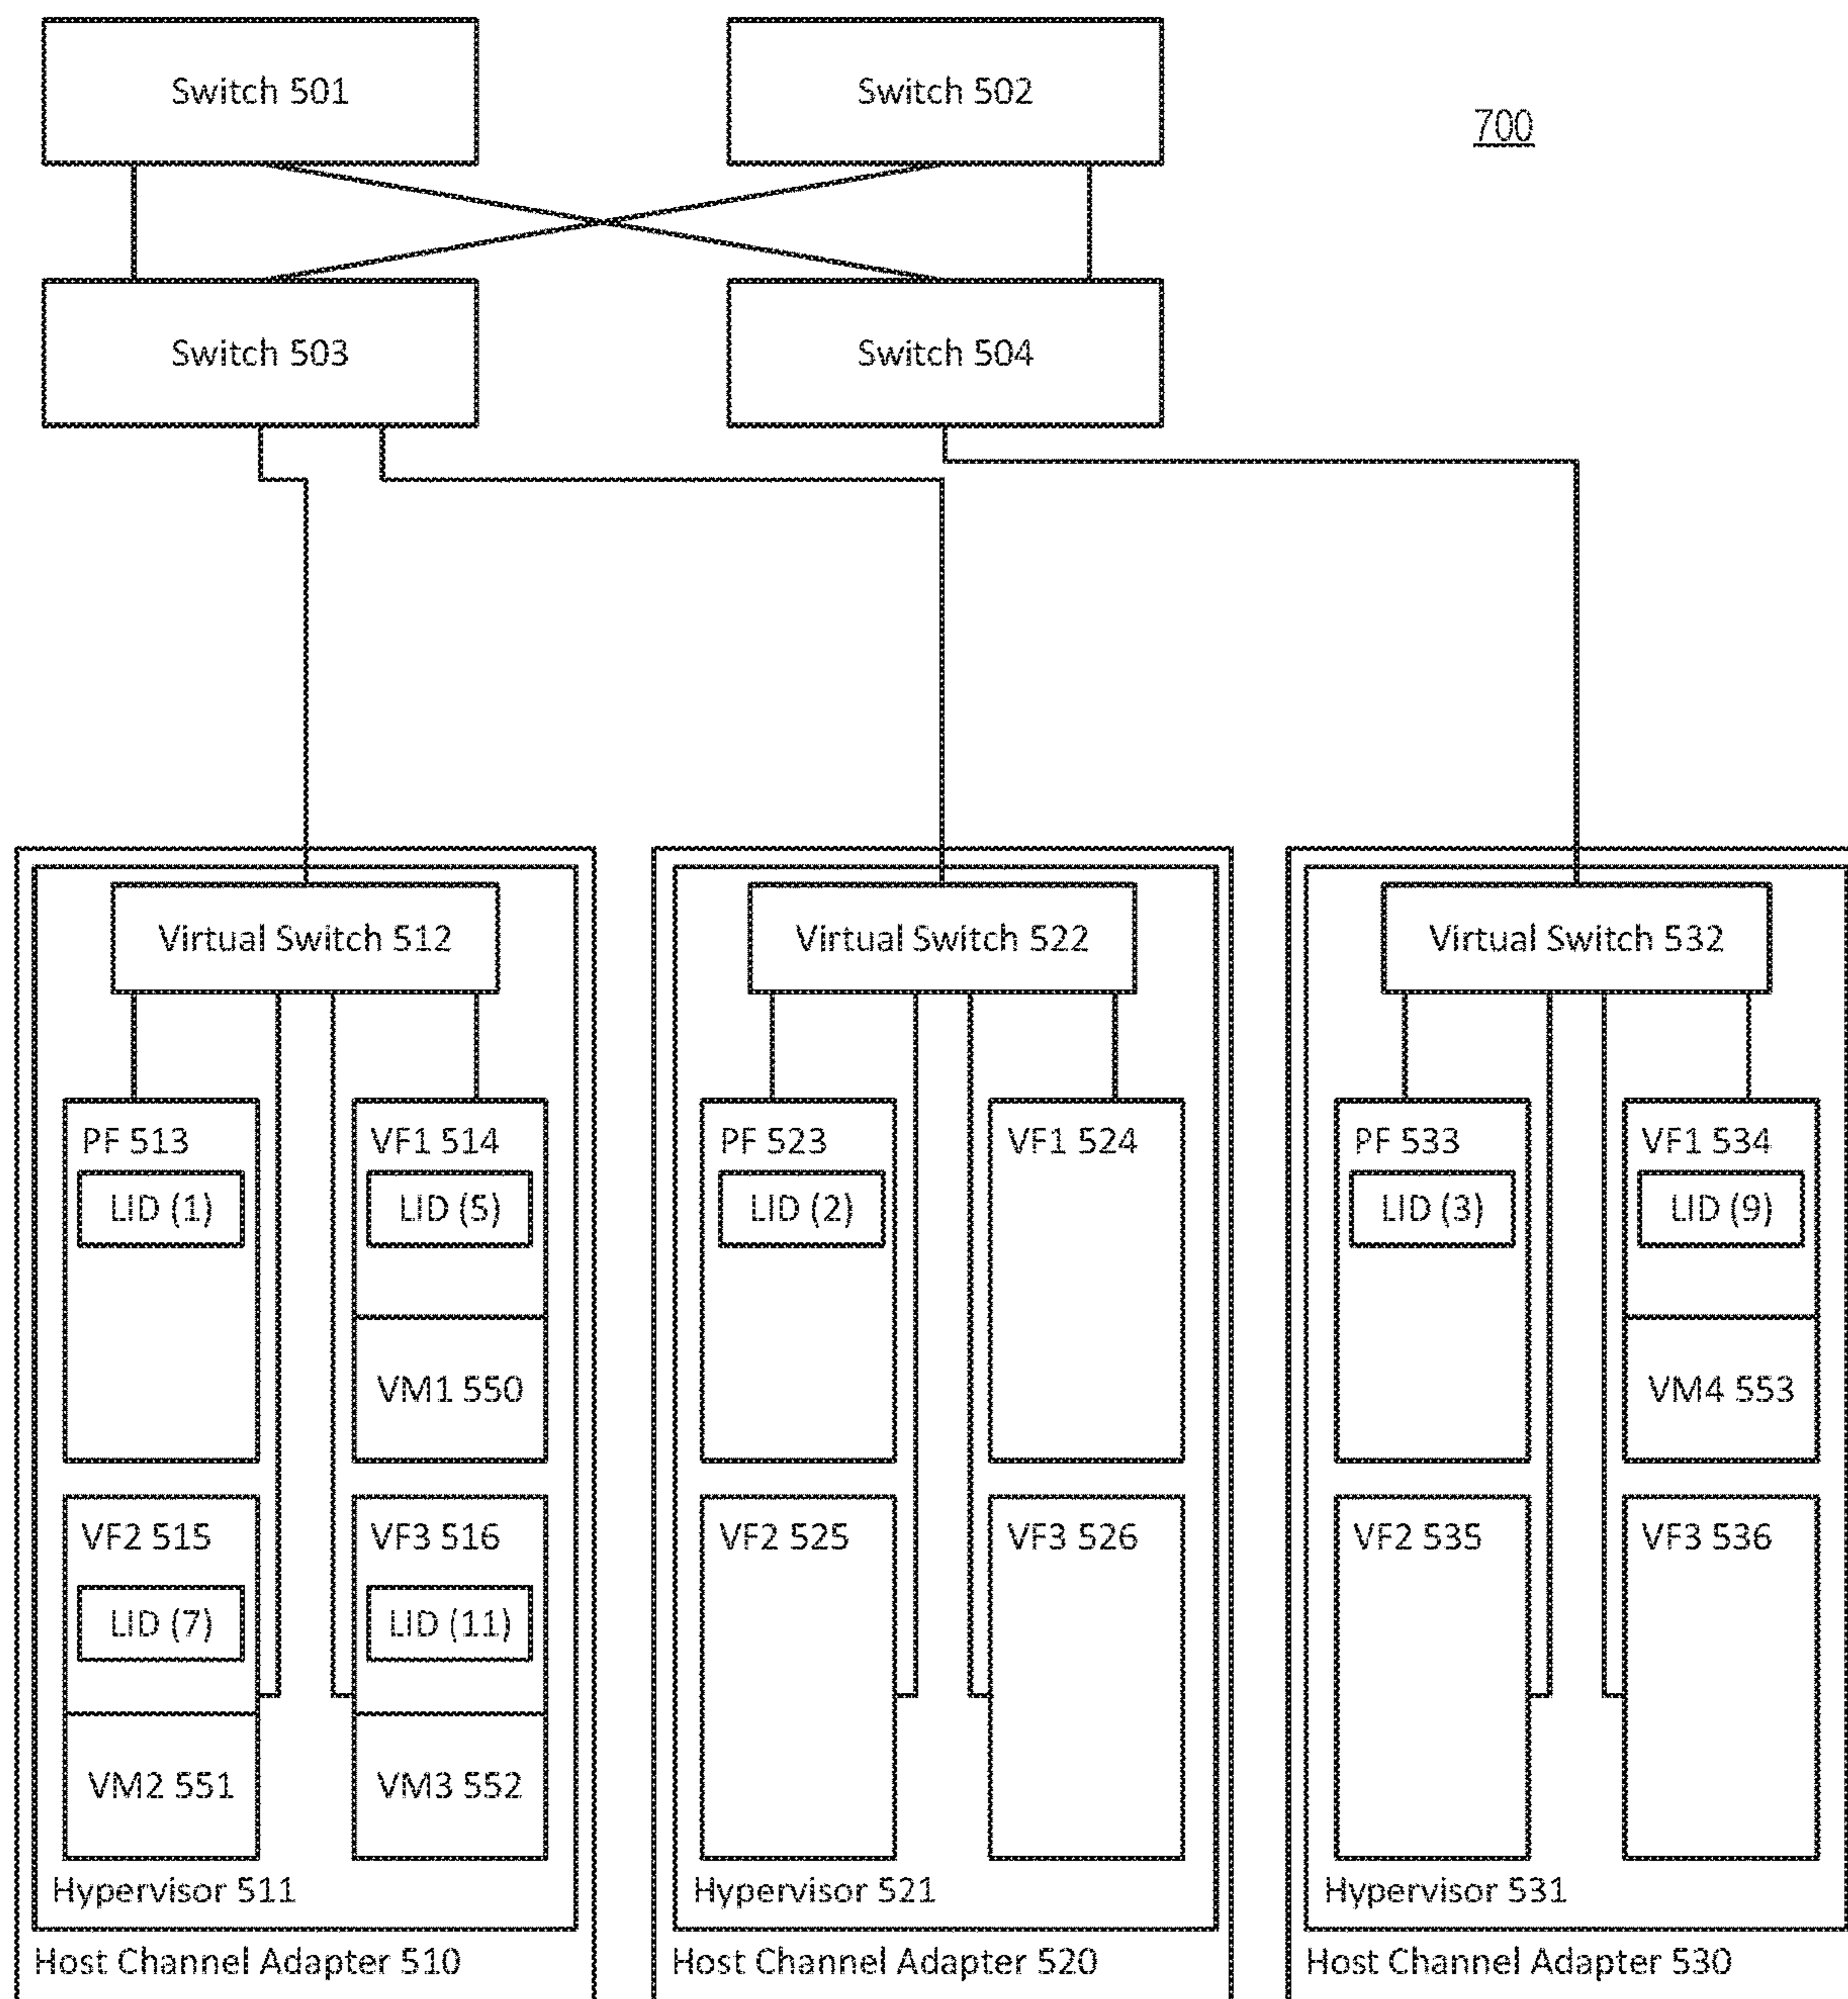 Switch 501
Switch 502
700
Switch 503
Switch 504
Virtual Switch 512
Virtual Switch 522
Virtual Switch 532
PF 513
LID (1)
VF1 514
LID (5)
VM1 550
VF2 515
LID (7)
VM2 551
VF3 516
LID (11)
VM3 552
Hypervisor 511
Host Channel Adapter 510
PF 523
LID (2)
VF1 524
VF2 525
VF3 526
Hypervisor 521
Host Channel Adapter 520
PF 533
LID (3)
VF1 534
LID (9)
VM4 553
VF2 535
VF3 536
Hypervisor 531
Host Channel Adapter 530